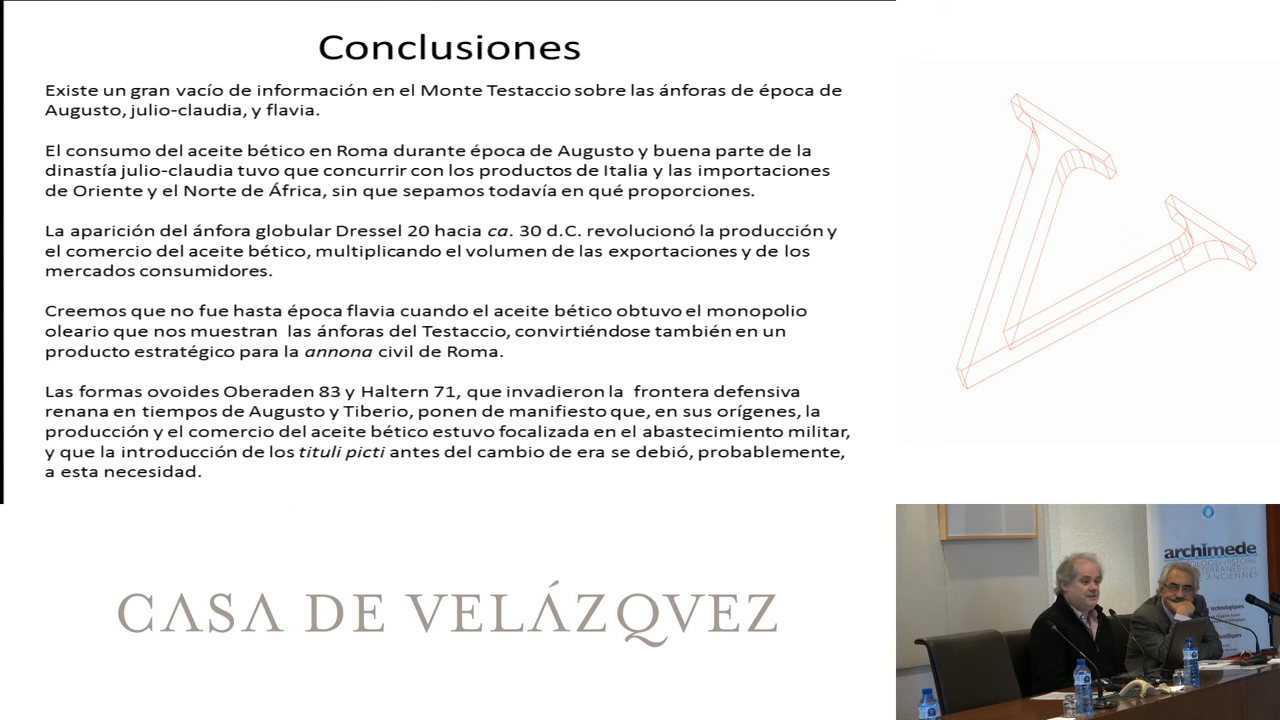 Conclusiones
Existe un gran vacío de información en el Monte Testaccio sobre las ánforas de época de
Augusto, julio-claudia, y flavia.
El consumo del aceite bético en Roma durante época de Augusto y buena parte de la
dinastía julio-claudia tuvo que concurrir con los productos de Italia y las importaciones
de Oriente y el Norte de África, sin que sepamos todavía en qué proporciones.
La aparición del ánfora globular Dressel 20 hacia ca. 30 d.C. revolucionó la producción y
el comercio del aceite bético, multiplicando el volumen de las exportaciones y de los
mercados consumidores.
Creemos que no fue hasta época flavia cuando el aceite bético obtuvo el monopolio
oleario que nos muestran las ánforas del Testaccio, convirtiéndose también en un
producto estratégico para la annona civil de Roma.
Las formas ovoides Oberaden 83 y Haltern 71, que invadieron la frontera defensiva
renana en tiempos de Augusto y Tiberio, ponen de manifiesto que, en sus orígenes, la
producción y el comercio del aceite bético estuvo focalizada en el abastecimiento militar,
y que la introducción de los tituli picti antes del cambio de era se debió, probablemente,
a esta necesidad.
CASA DE VELÁZQVEZ
archimede
HISTOIRE
ANCIENNES